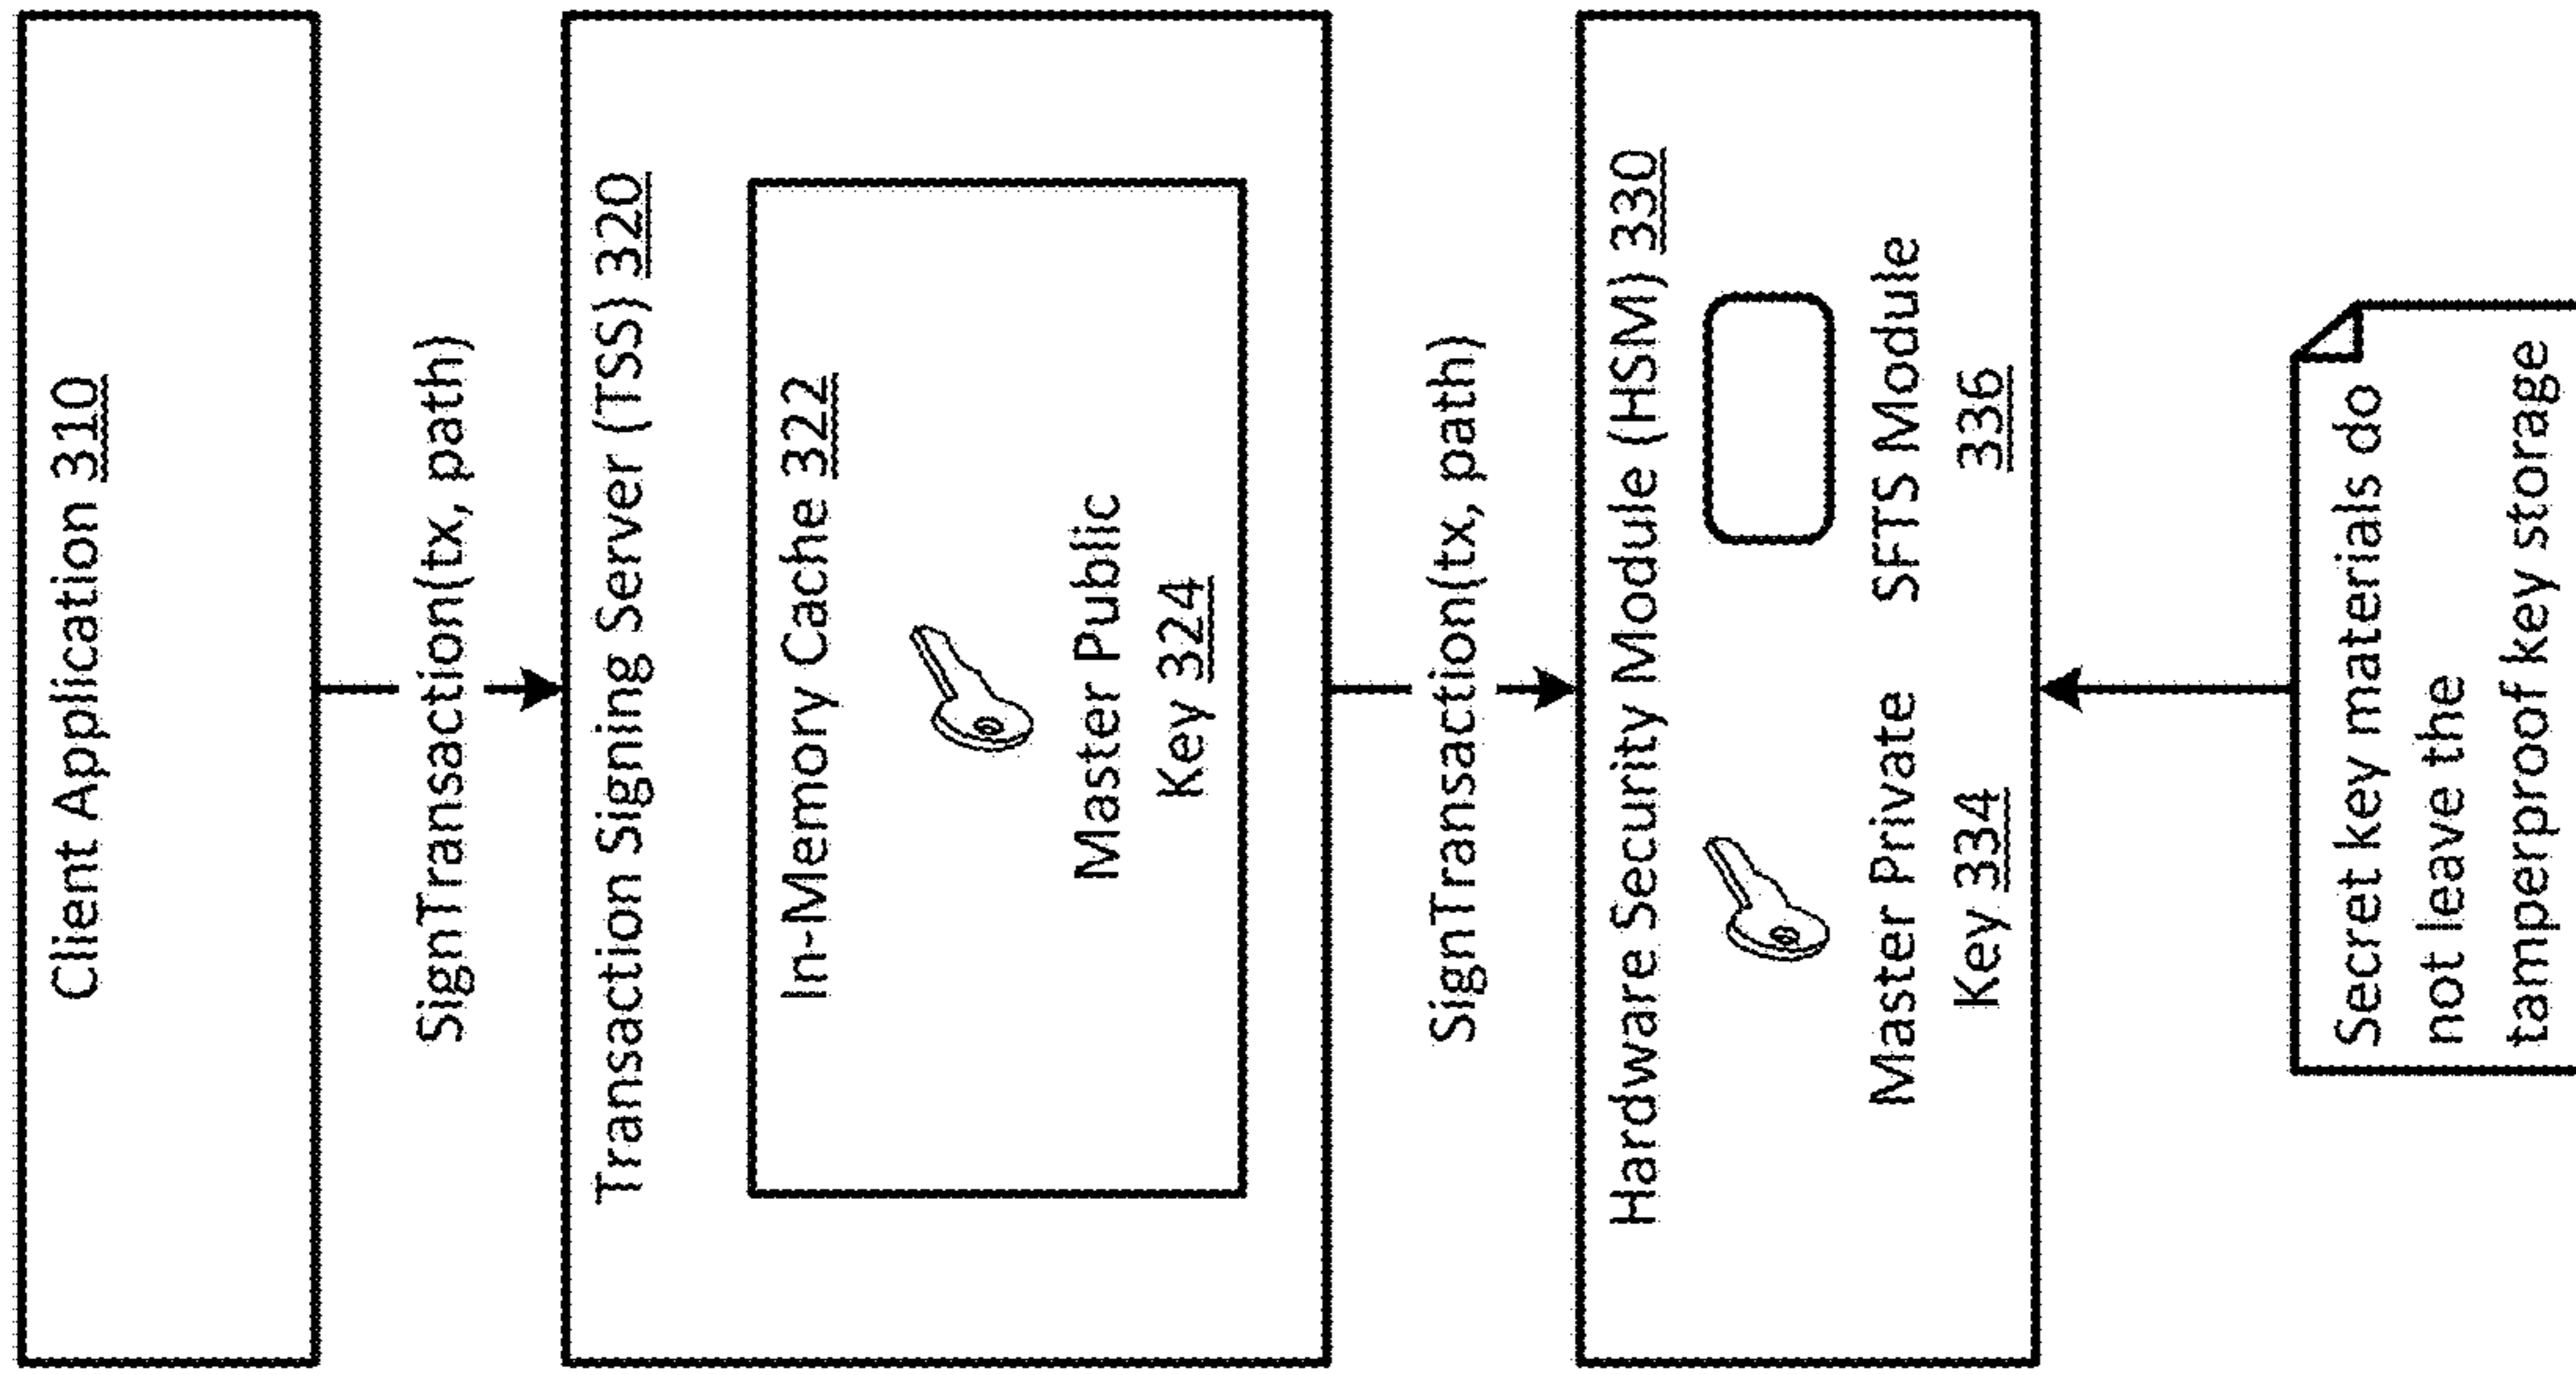 Client Application 310
SignTransaction(tx, path)
Transaction Signing Server (TSS) 320
In-Memory Cache 322
Master Public
Key 324
SignTransaction(tx, path)
Hardware Security Module (HSM) 330
Master Private
Key 334
SFTS Module
336
Secret key materials do
not leave the
tamperproof key storage